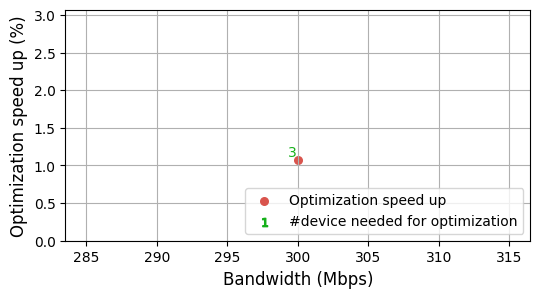 Optimization speed up (%)
3.0
2.5
2.0
1.5
1.0
0.5
0.0
3
Optimization speed up
1 #device needed for optimization
285 290 295 300 305 310 315
Bandwidth (Mbps)